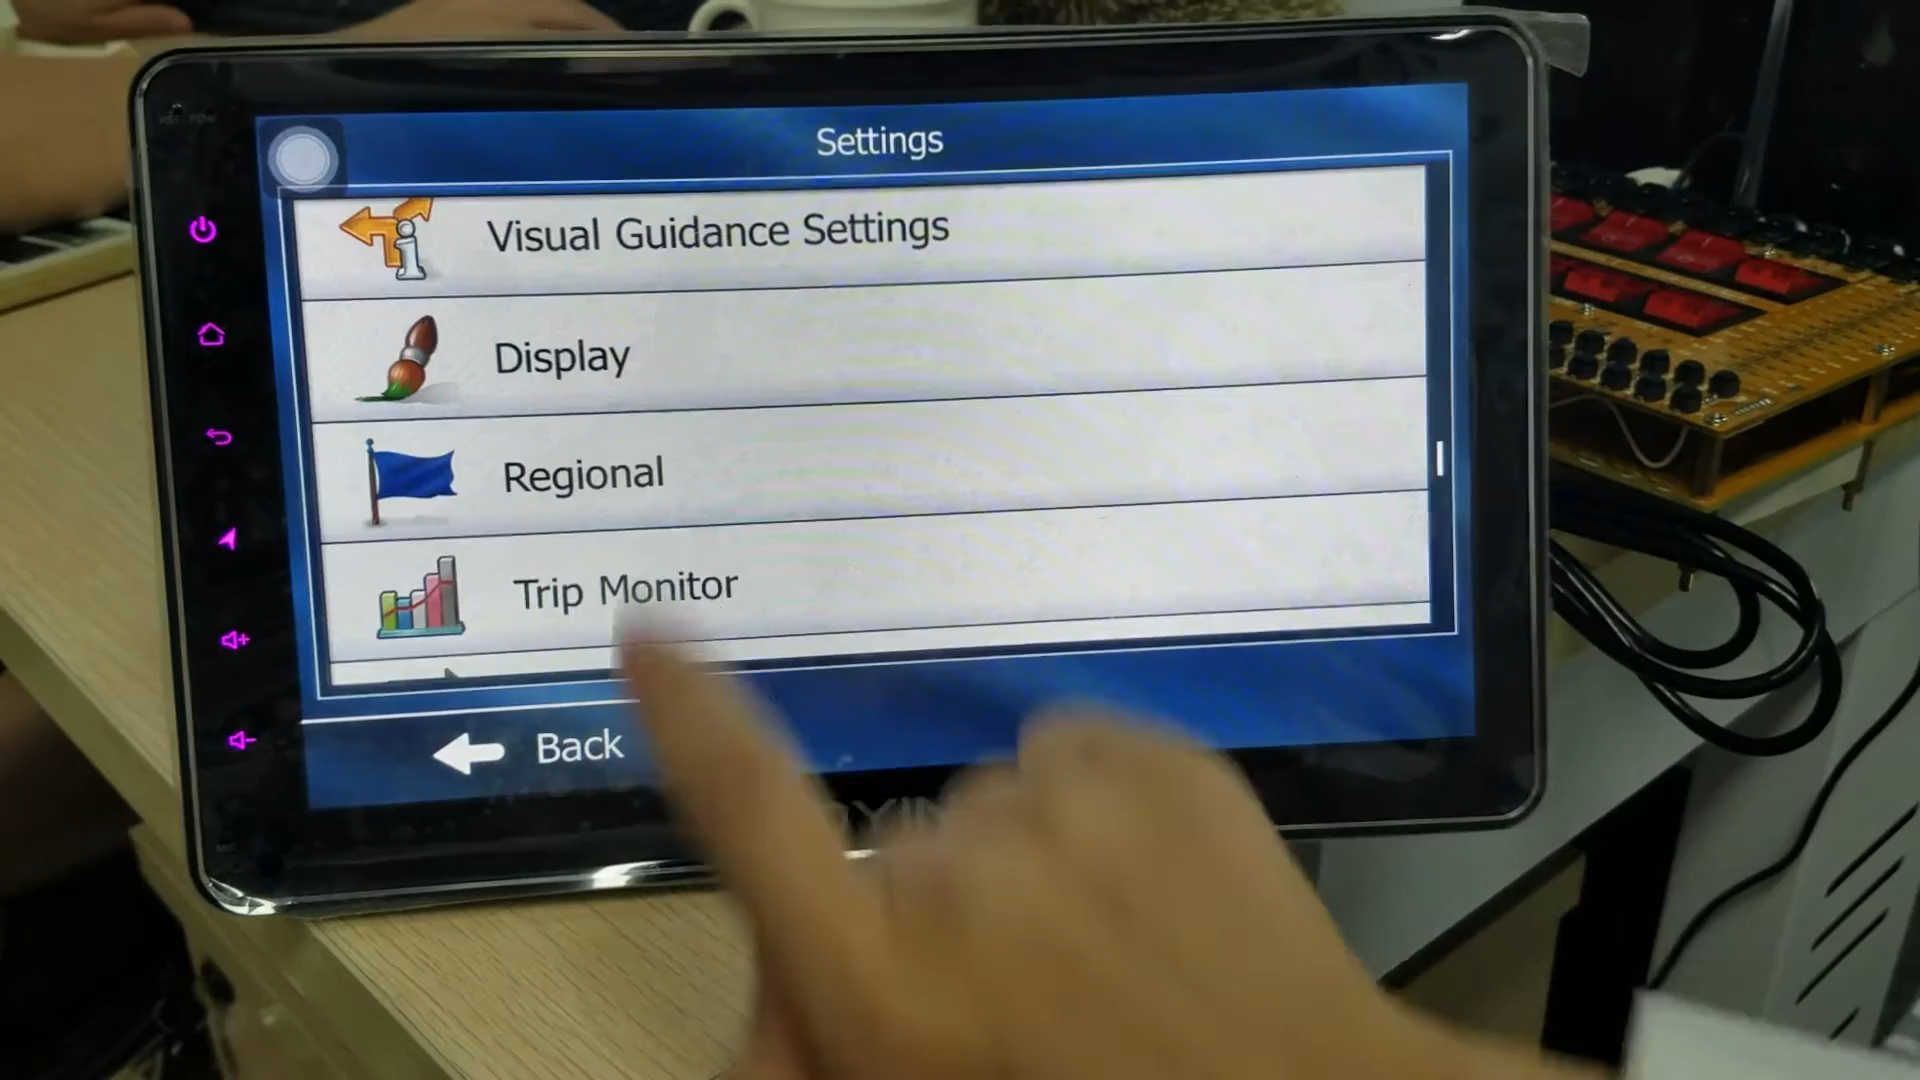 Settings
Visual Guidance Settings
Display
Regional
Trip Monitor
Back